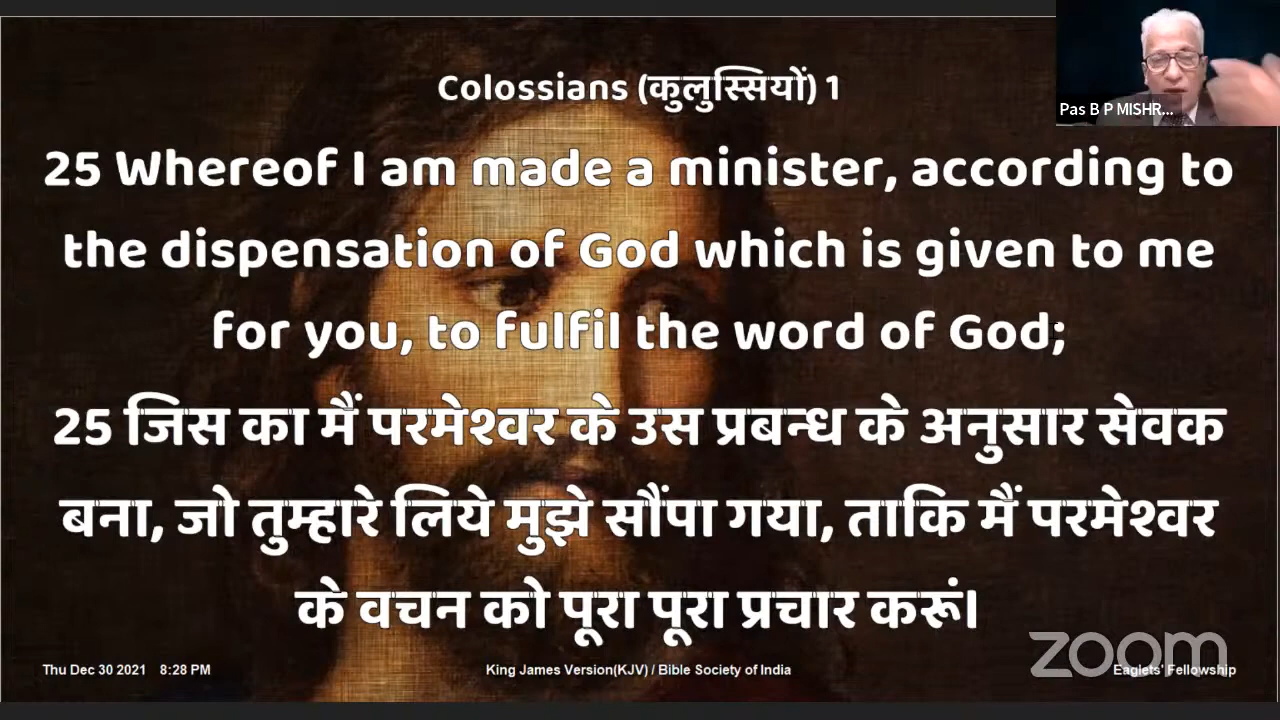 Colossians (कुलुस्सियों) 1
Pas B P MISHR...
25 Whereof I am made a minister, according to
the dispensation of God which is given to me
for you, to fulfil the word of God;
25 जिस का मैं परमेश्वर के उस प्रबन्ध के अनुसार सेवक
बना, जो तुम्हारे लिये मुझे सौंपा गया, ताकि मैं परमेश्वर
के वचन को पूरा पूरा प्रचार करूं।
zoom
Thu Dec 30 2021 8:28 PM
King James Version(KJV) / Bible Society of India
Eaglets' Fellowship